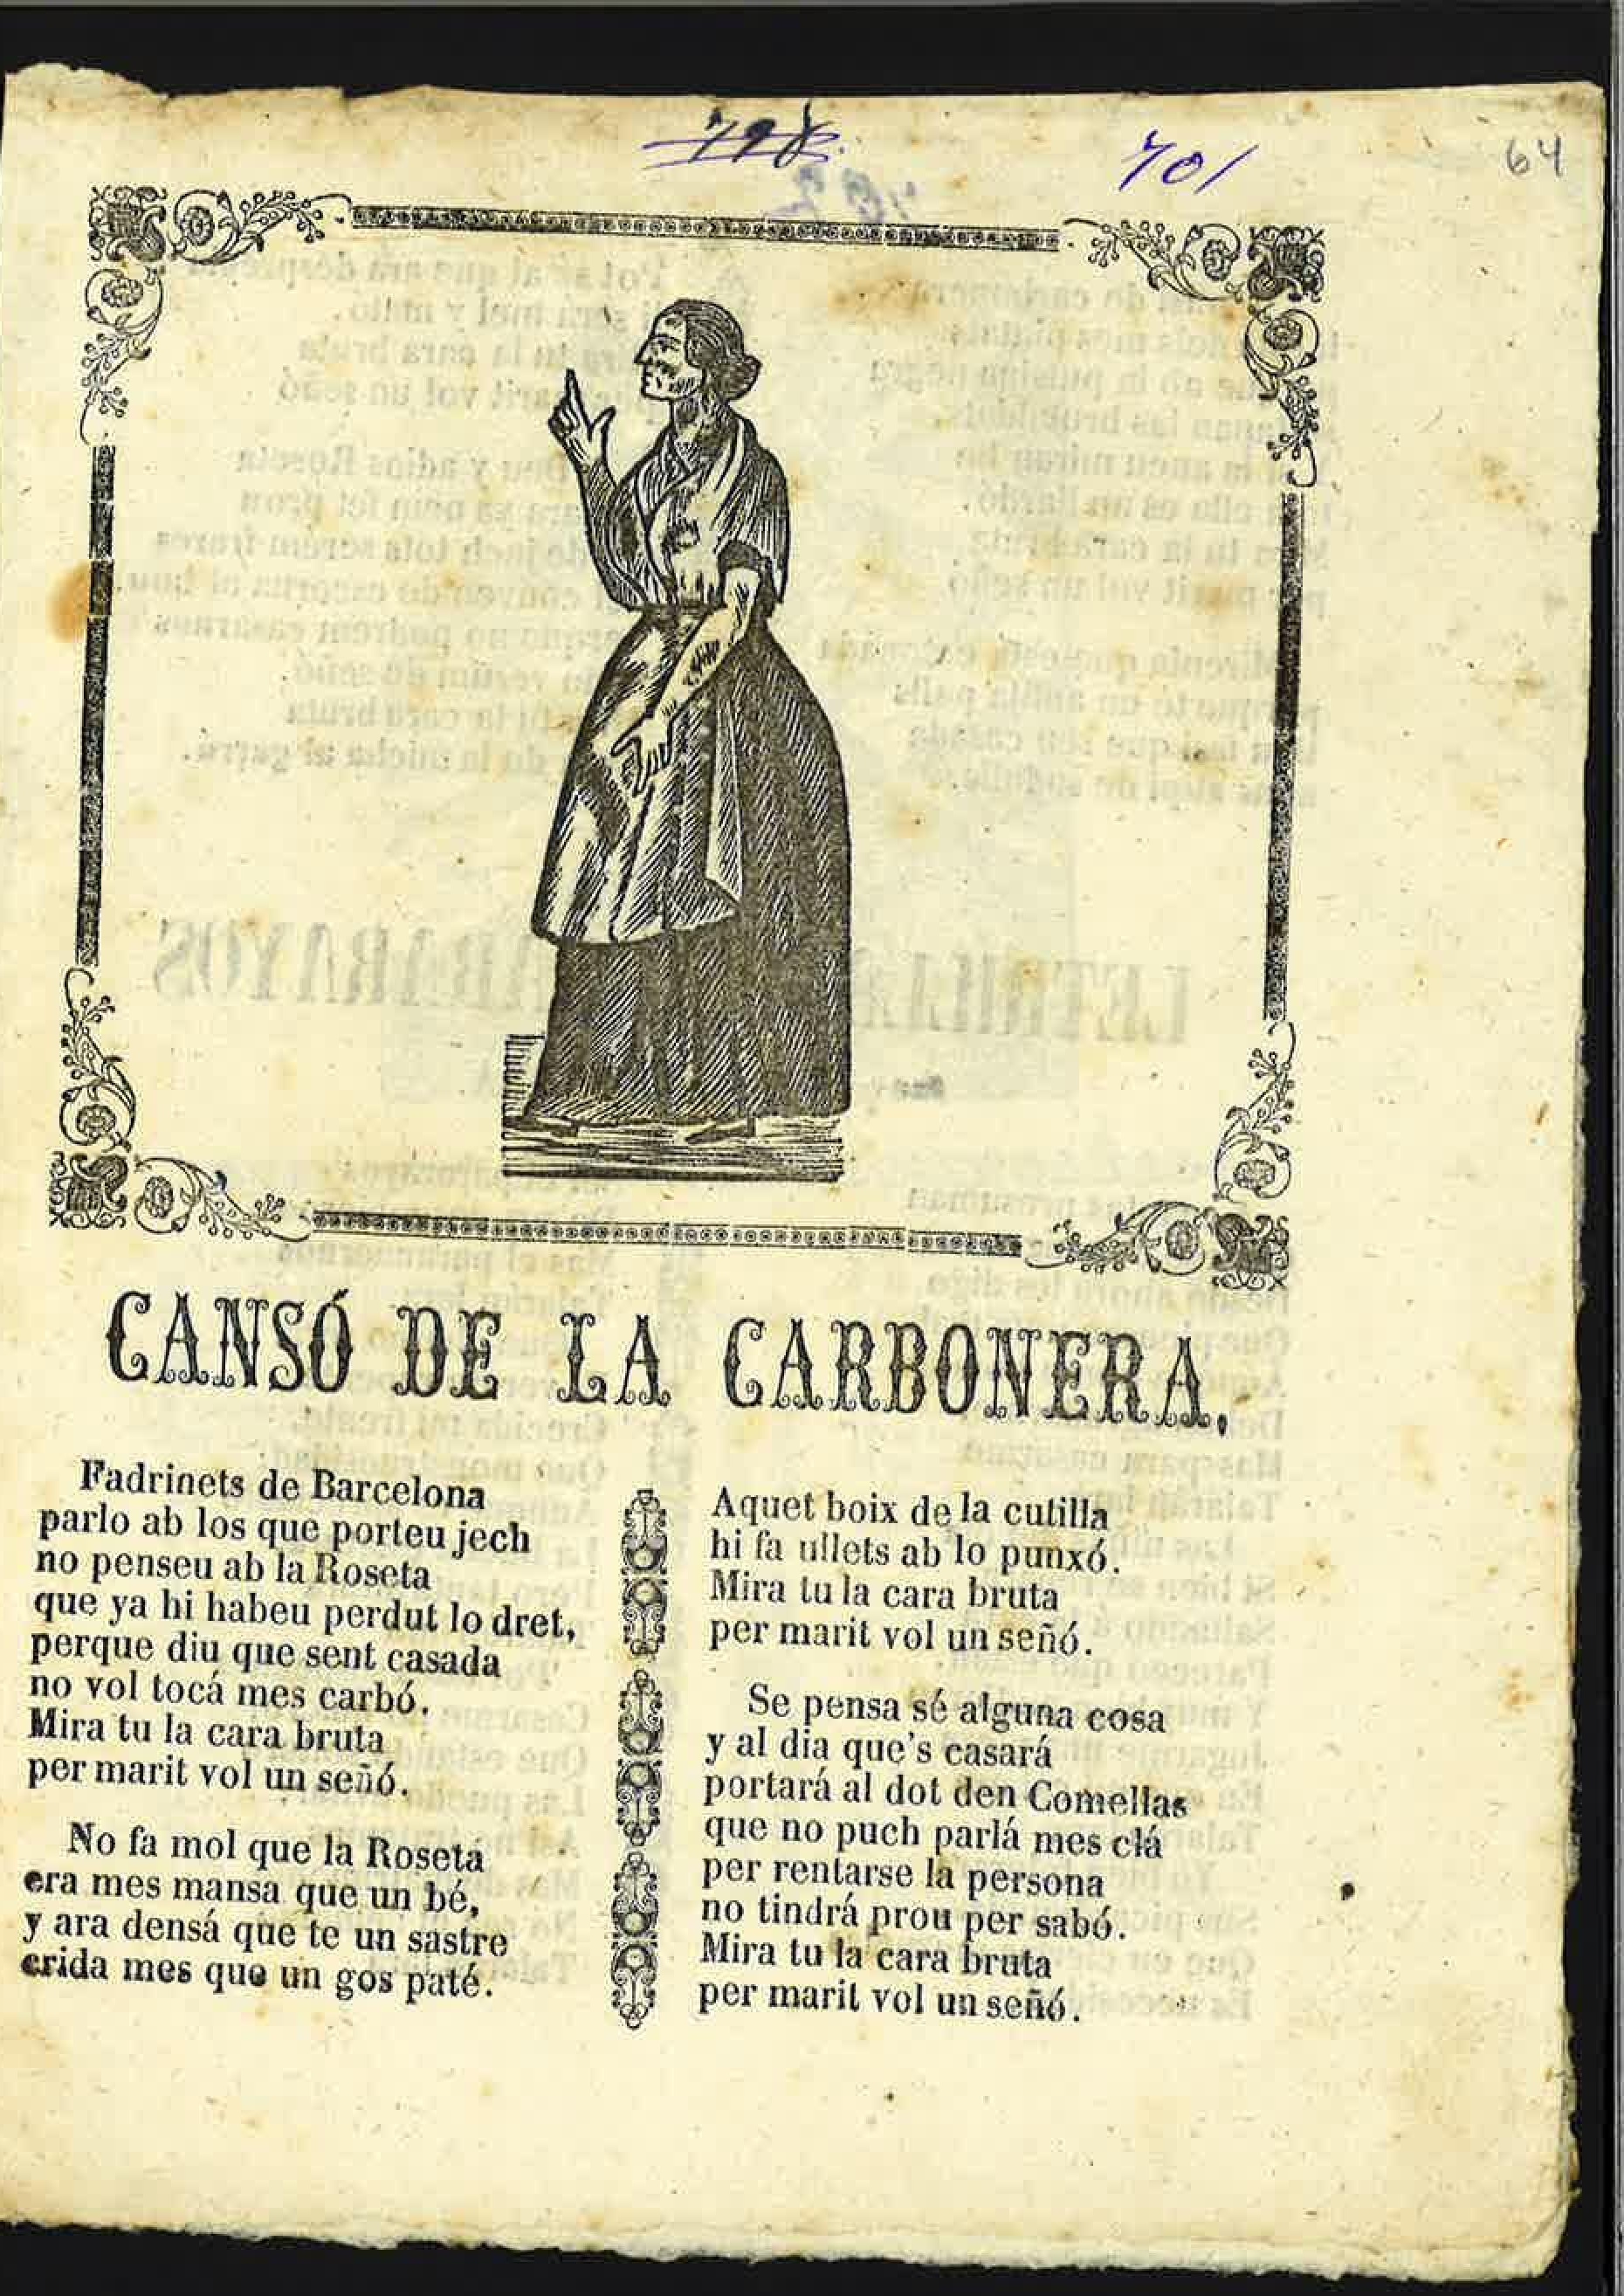 701
64
CANSÓ DE LA CARBONERA.
Fadrinets de Barcelona
parlo ab los que porteu jech
no penseu ab la Roseta
que ya hi habeu perdut lo dret,
perque diu que sent casada
no vol tocá mes carbó.
Mira tu la cara bruta
per marit vol un señó.
No fa mol que la Rosetá
era mes mansa que un bé,
y ara densá que te un sastre
crida mes que un gos paté.
Aquet boix de la cutilla
hi fa ullets ab lo punxó.
Mira tu la cara bruta
per marit vol un señó.
Se pensa sé alguna cosa
y al dia que's casará
portará al dot den Comellas
que no puch parlá mes clá
per rentarse la persona
no tindrá prou per sabó.
Mira tu la cara bruta
per marit vol un señó.